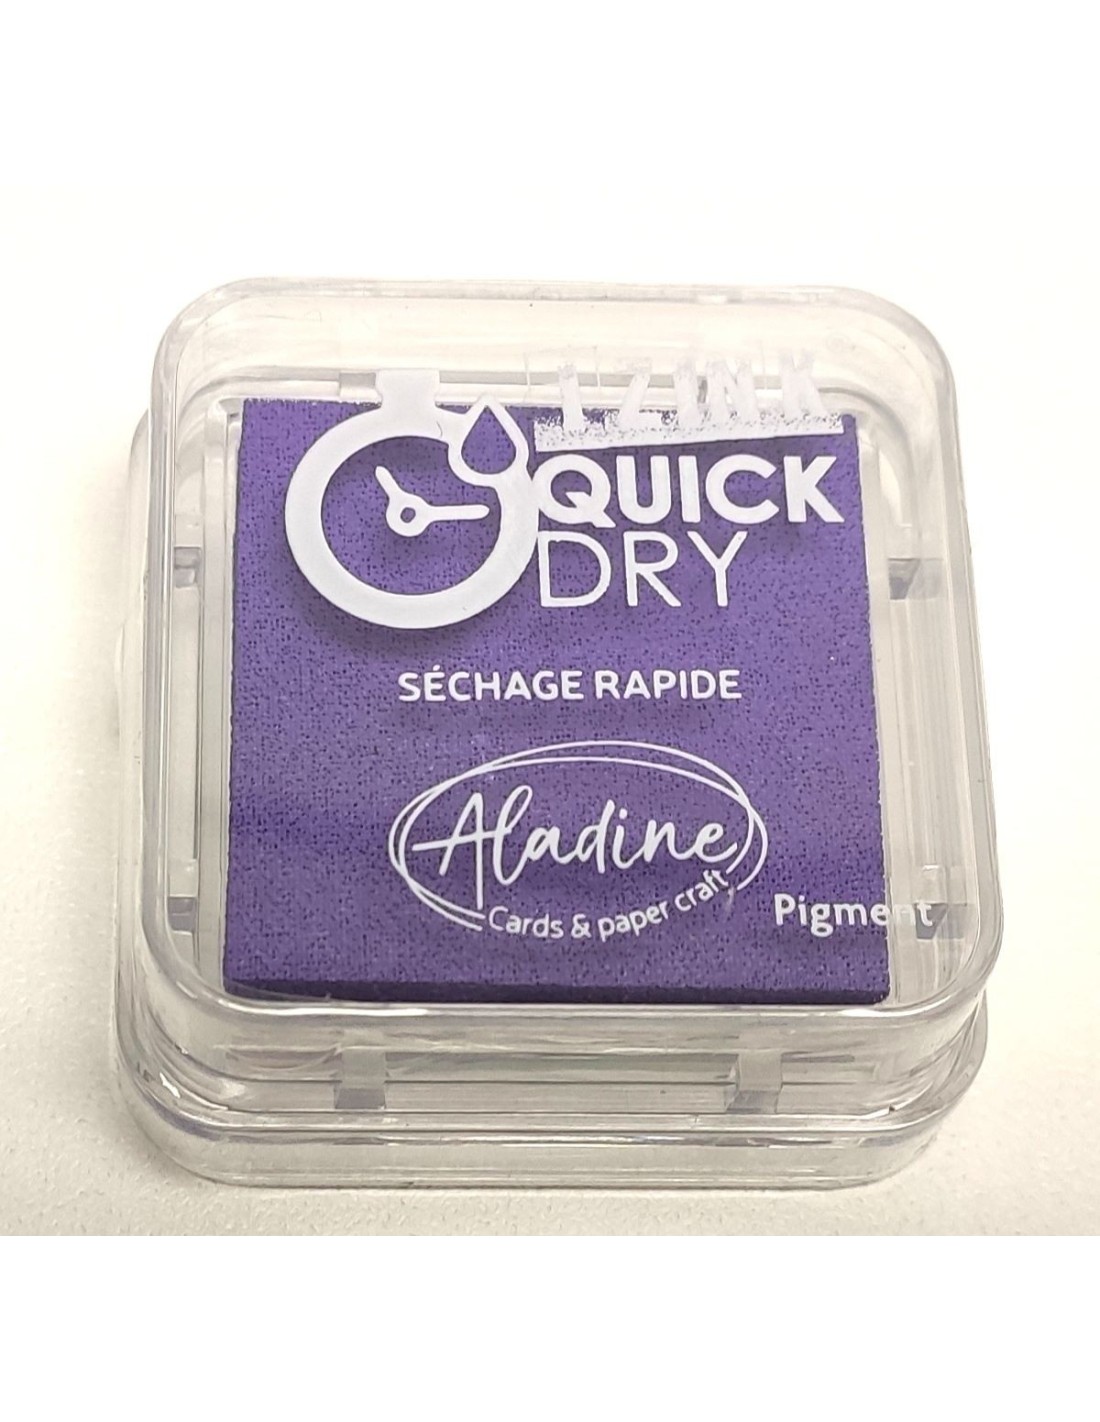 IZINK
QUICK
DRY
SÉCHAGE RAPIDE
Aladine
Cards & paper craft
Pigment